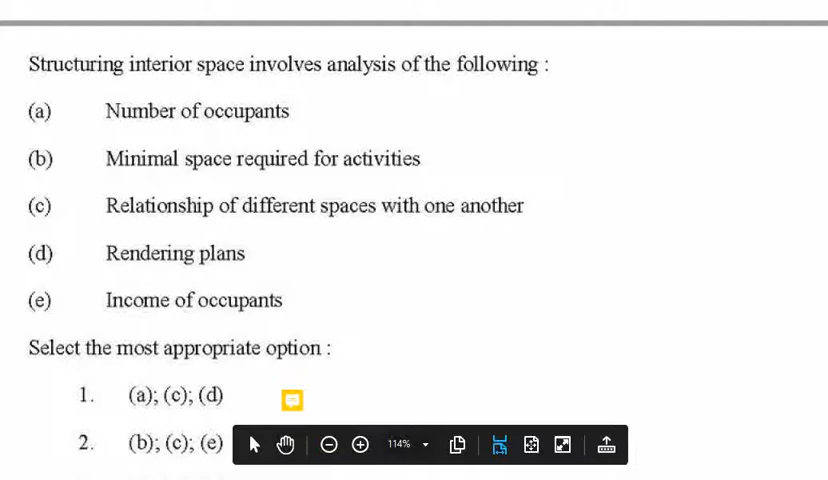 Structuring interior space involves analysis of the following :
(a) Number of occupants
(b) Minimal space required for activities
(c) Relationship of different spaces with one another
(d) Rendering plans
(e) Income of occupants
Select the most appropriate option :
1. (a); (c); (d)
2. (b); (c); (e)
114%